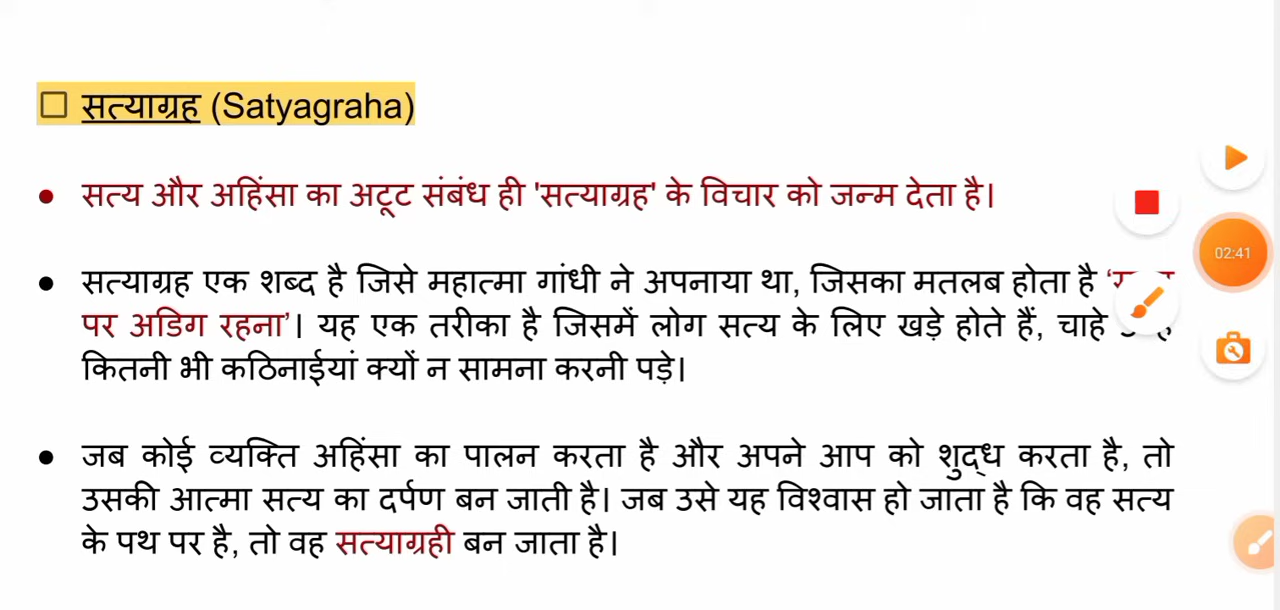 ☐ सत्याग्रह (Satyagraha)
● सत्य और अहिंसा का अटूट संबंध ही 'सत्याग्रह' के विचार को जन्म देता है।
● सत्याग्रह एक शब्द है जिसे महात्मा गांधी ने अपनाया था, जिसका मतलब होता है
पर अडिग रहना’। यह एक तरीका है जिसमें लोग सत्य के लिए खड़े होते हैं, चाहे
कितनी भी कठिनाईयां क्यों न सामना करनी पड़े।
● जब कोई व्यक्ति अहिंसा का पालन करता है और अपने आप को शुद्ध करता है, तो
उसकी आत्मा सत्य का दर्पण बन जाती है। जब उसे यह विश्वास हो जाता है कि वह सत्य
के पथ पर है, तो वह सत्याग्रही बन जाता है।
02:41